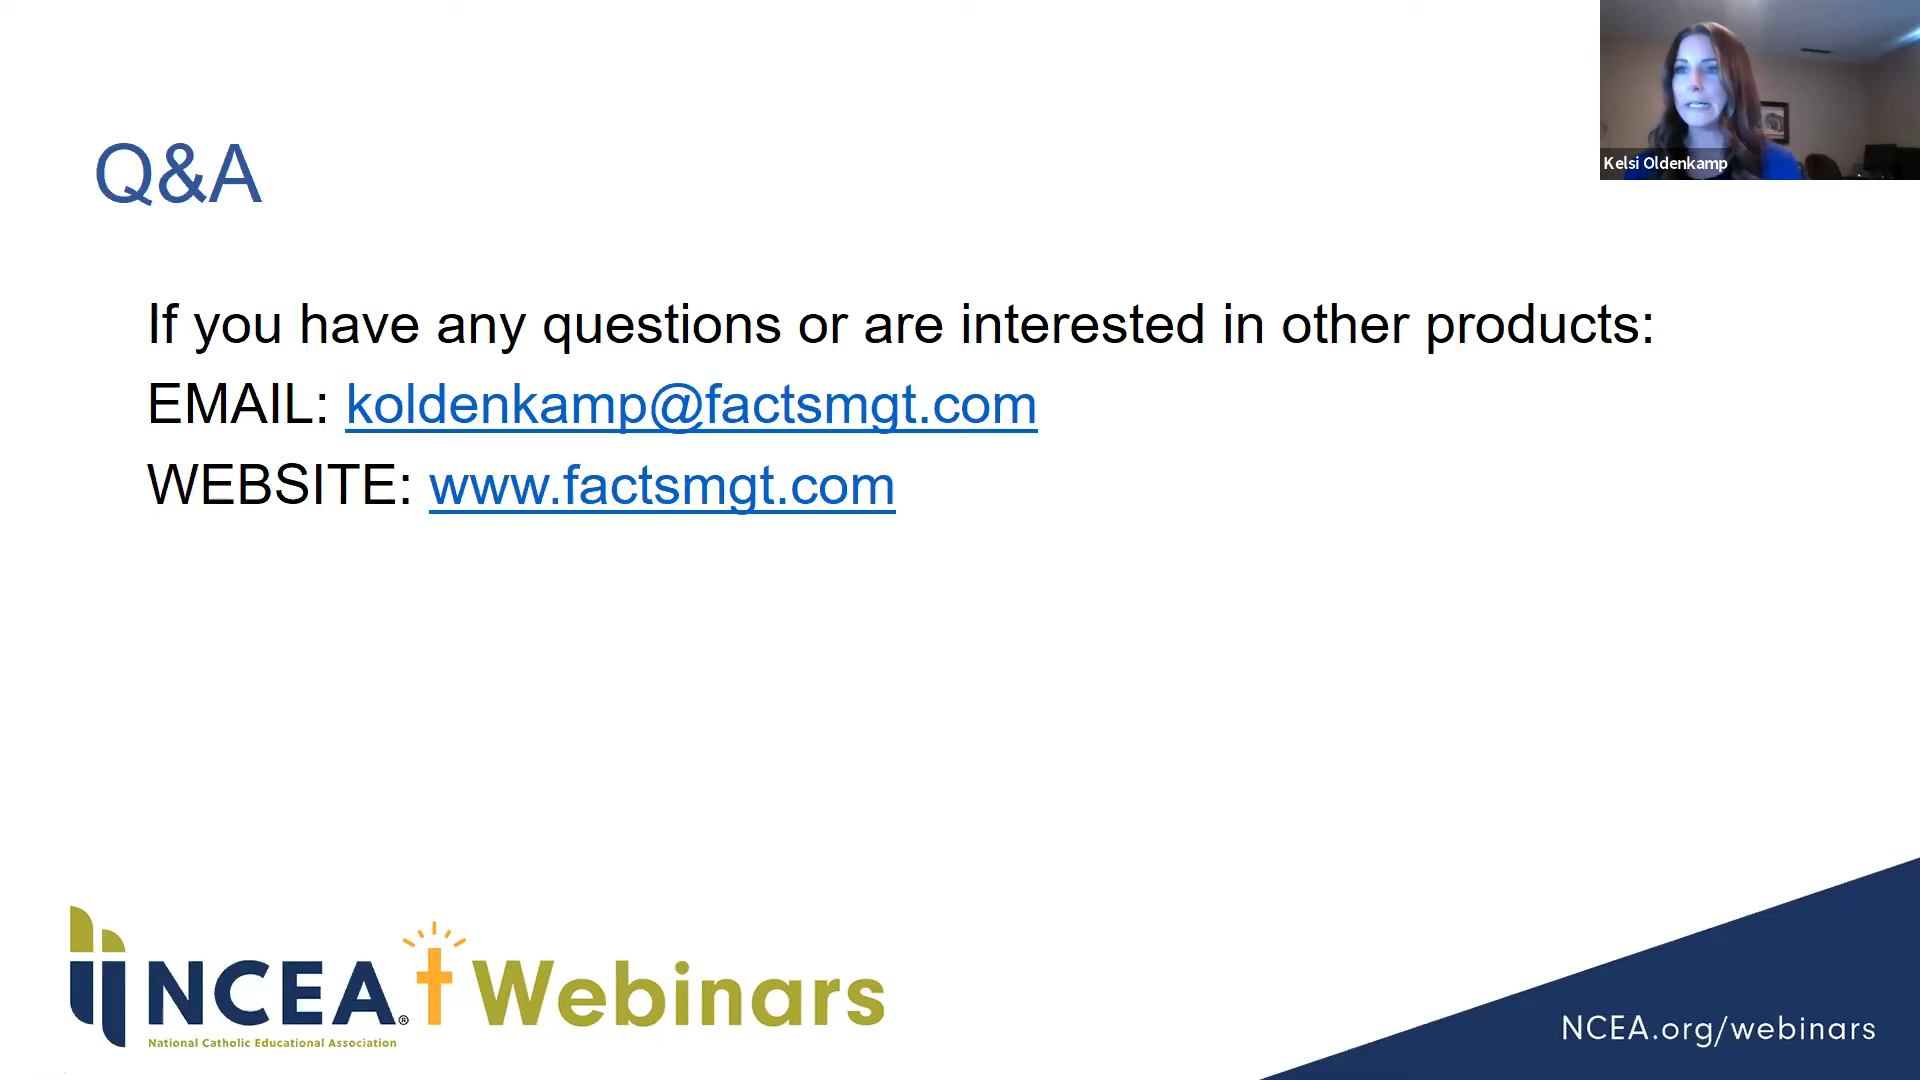 Kelsi Oldenkamp
Q&A
If you have any questions or are interested in other products:
EMAIL: koldenkamp@factsmgt.com
WEBSITE: www.factsmgt.com
NCEA® Webinars
National Catholic Educational Association
NCEA.org/webinars